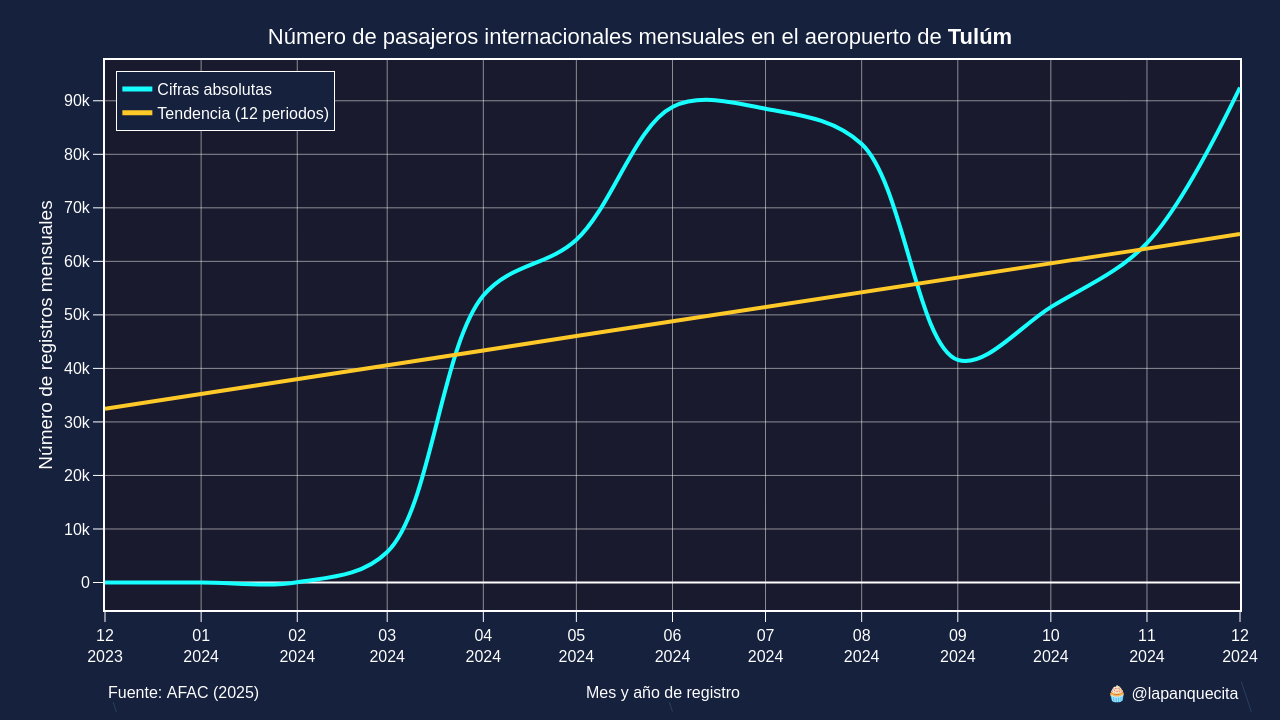 Número de pasajeros internacionales mensuales en el aeropuerto de Tulúm
Cifras absolutas
Tendencia (12 periodos)
Número de registros mensuales
90k
80k
70k
60k
50k
40k
30k
20k
10k
0
12 01 02 03 04 05 06 07 08 09 10 11 12
2023 2024 2024 2024 2024 2024 2024 2024 2024 2024 2024 2024 2024
Fuente: AFAC (2025) Mes y año de registro 🧁 @lapanquecita